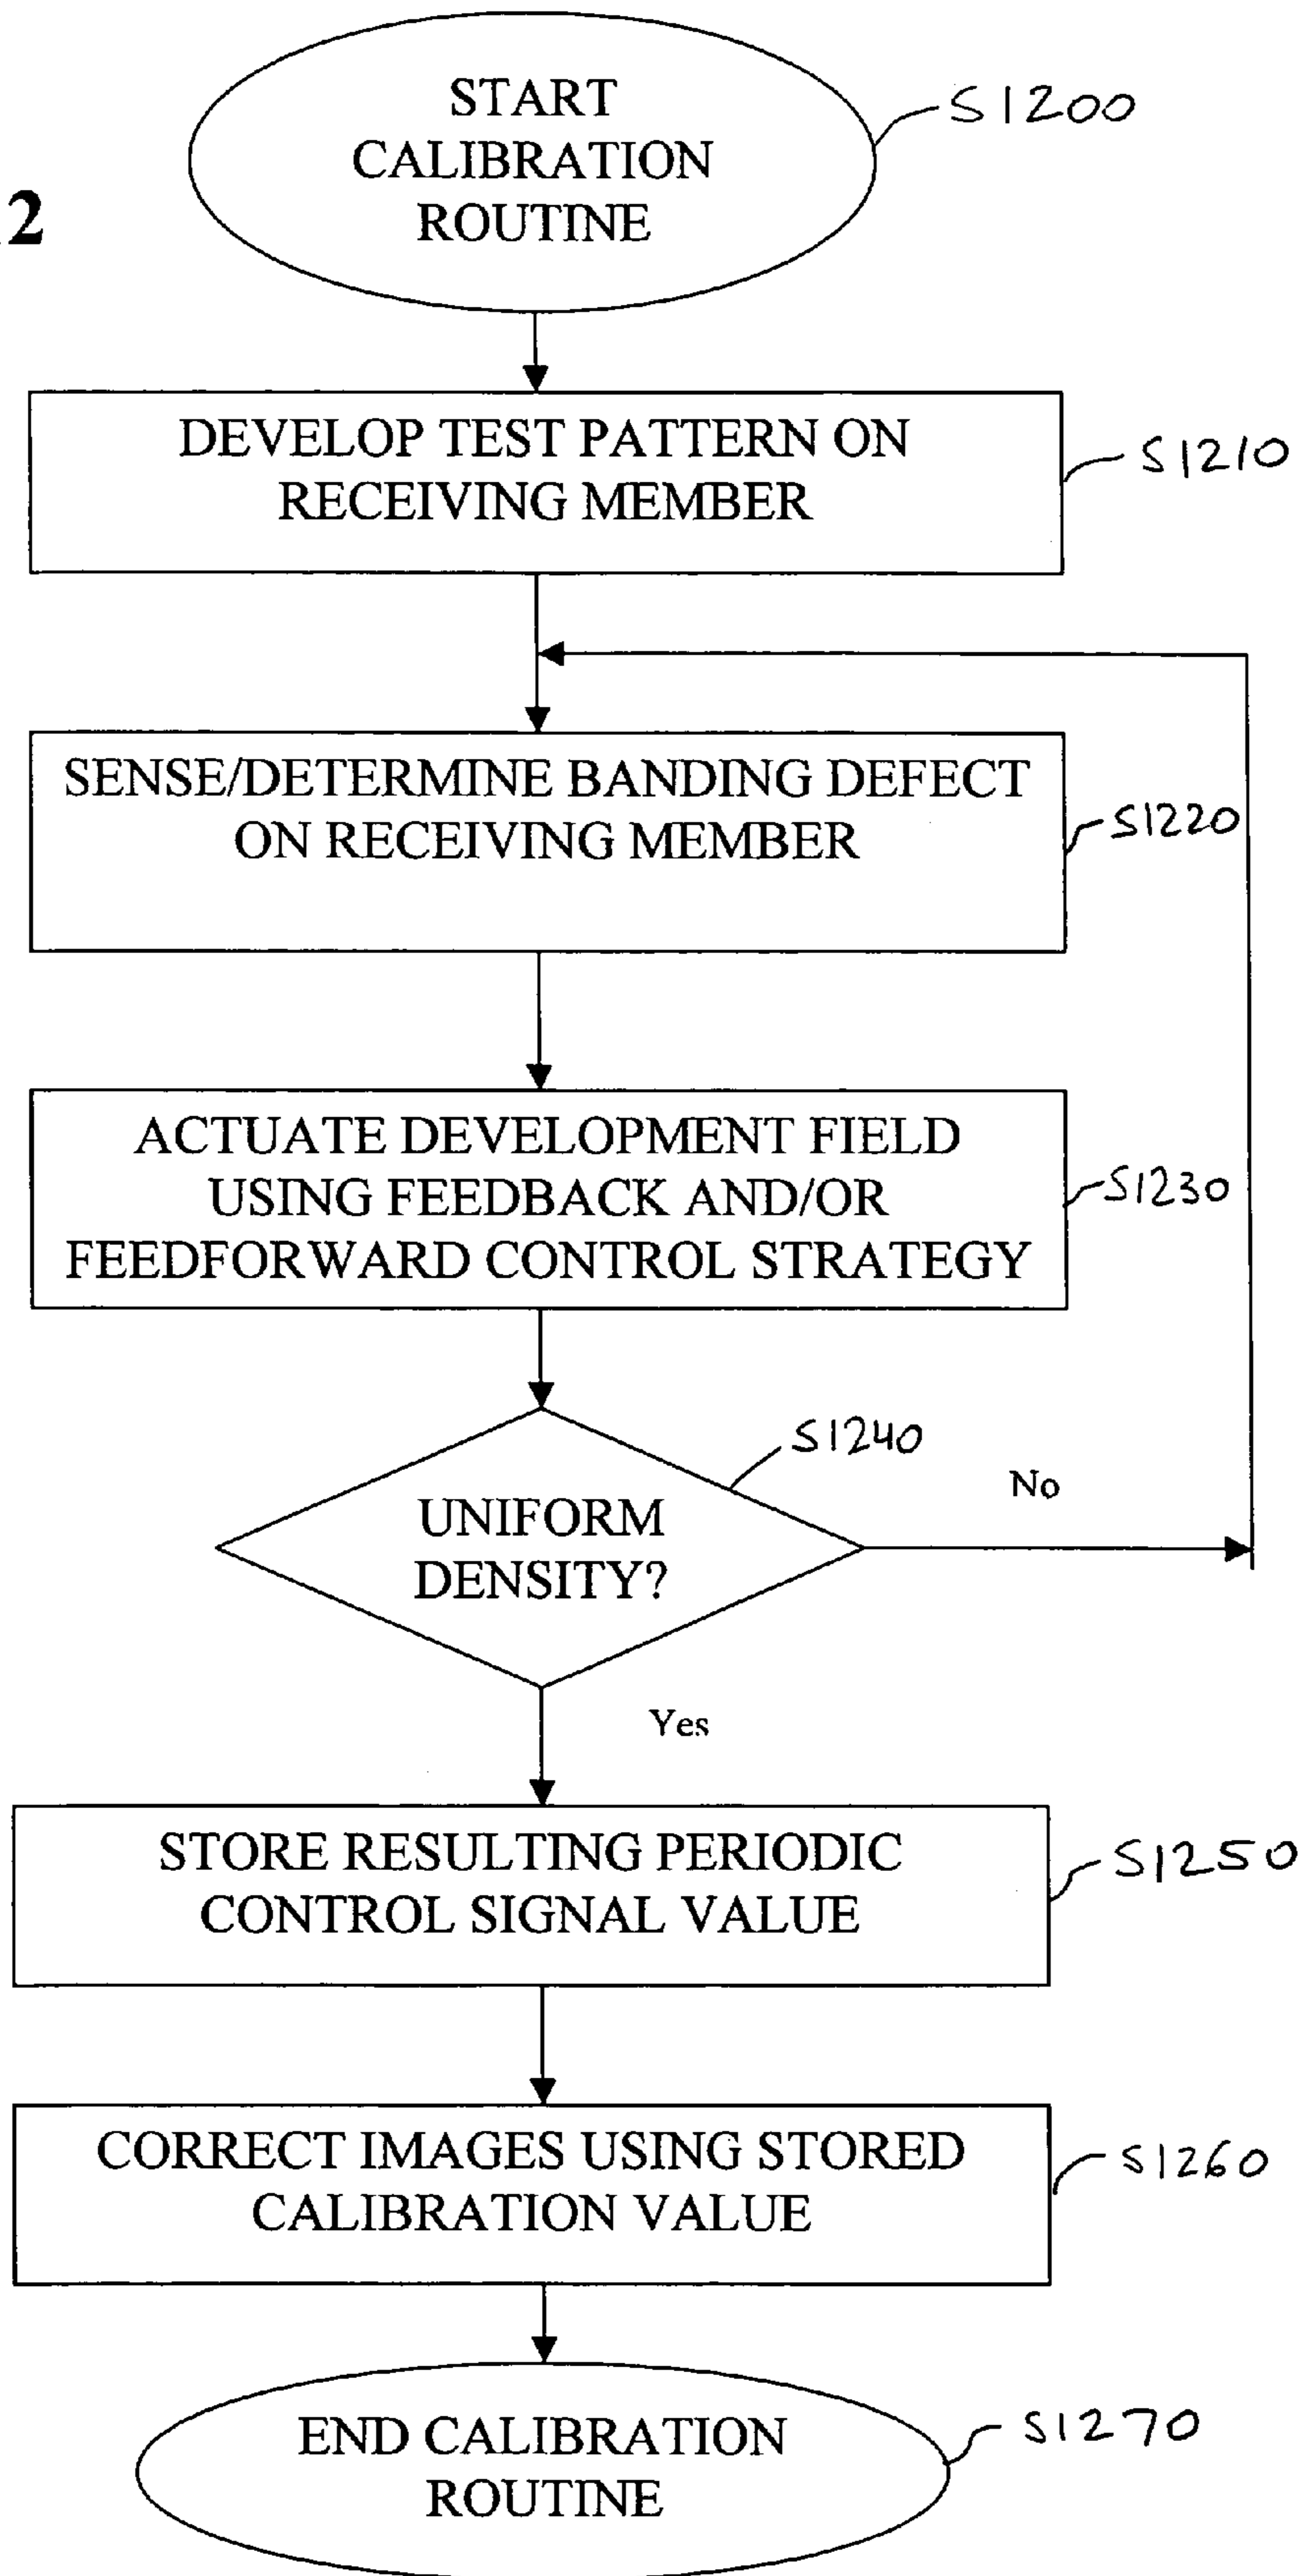 START
CALIBRATION
ROUTINE
S1200
2
DEVELOP TEST PATTERN ON
RECEIVING MEMBER
S1210
SENSE/DETERMINE BANDING DEFECT
ON RECEIVING MEMBER
S1220
ACTUATE DEVELOPMENT FIELD
USING FEEDBACK AND/OR
FEEDFORWARD CONTROL STRATEGY
S1230
S1240
UNIFORM
DENSITY?
No
Yes
STORE RESULTING PERIODIC
CONTROL SIGNAL VALUE
S1250
CORRECT IMAGES USING STORED
CALIBRATION VALUE
S1260
END CALIBRATION
ROUTINE
S1270